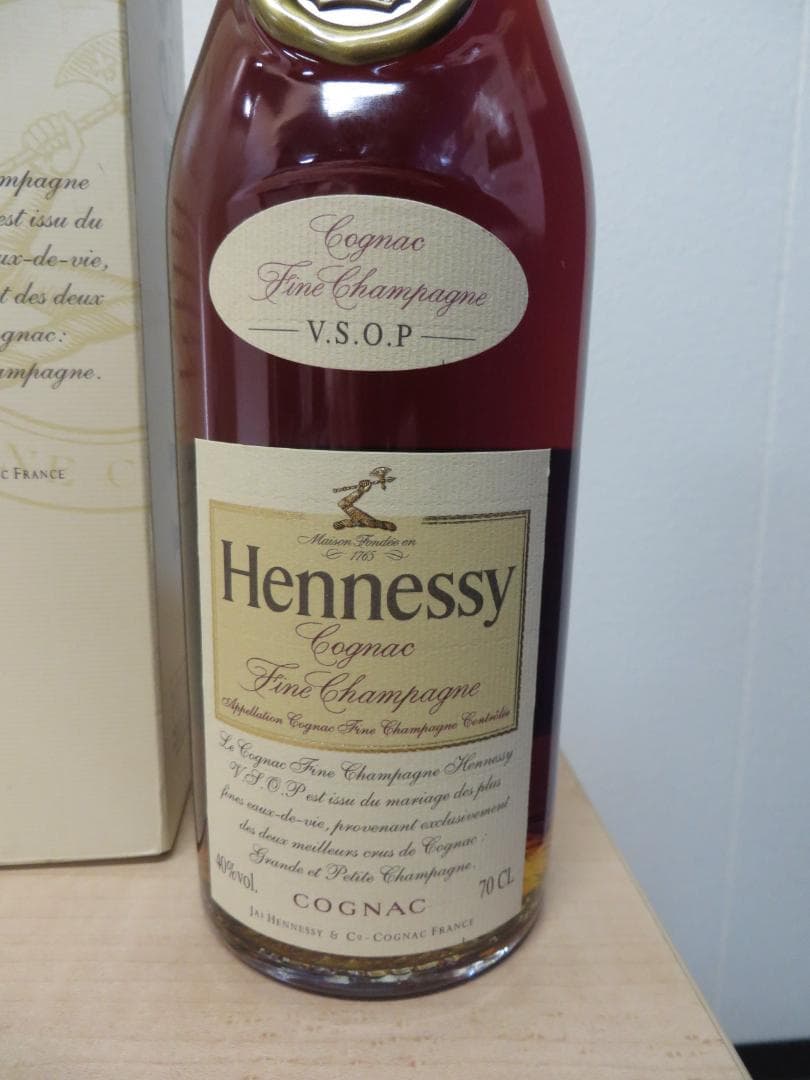 mpagne
est issu du
ux-de-vie,
t des deux
gnac:
mpagne.
C FRANCE
Cognac
Fine Champagne
V.S.O.P
Maison Fondée en
1765
Hennessy
Cognac
Fine Champagne
Appellation Cognac Fine Champagne Contrôlée
Le Cognac Fine Champagne Hennessy
V.S.O.P est issu du mariage des plus
fines eaux-de-vie, provenant exclusivement
des deux meilleurs crus de Cognac :
Grande et Petite Champagne.
40%vol.
70 CL
COGNAC
JAS HENNESSY & Co - COGNAC FRANCE